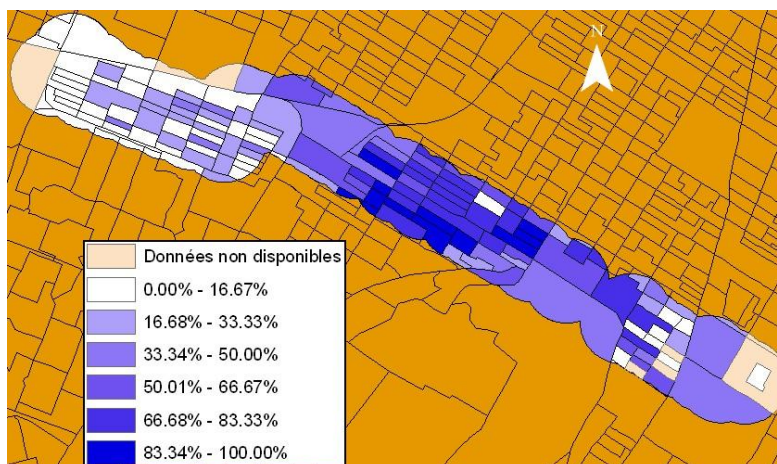 N
Données non disponibles
0.00% - 16.67%
16.68% - 33.33%
33.34% - 50.00%
50.01% - 66.67%
66.68% - 83.33%
83.34% - 100.00%